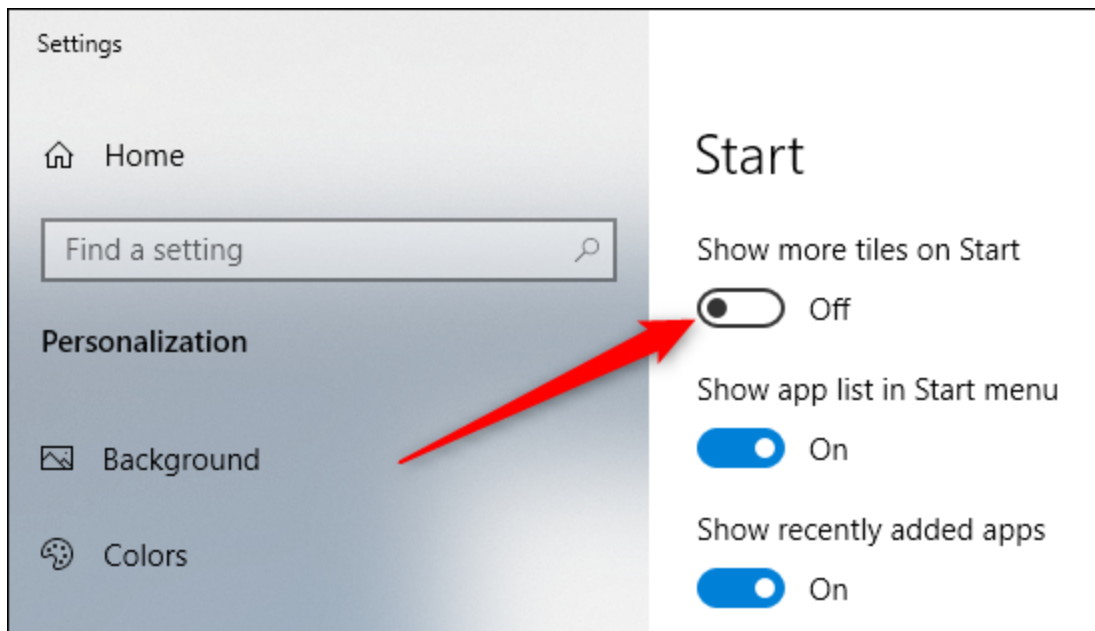 Settings
Home
Find a setting
Personalization
Background
Colors
Start
Show more tiles on Start
Off
Show app list in Start menu
On
Show recently added apps
On